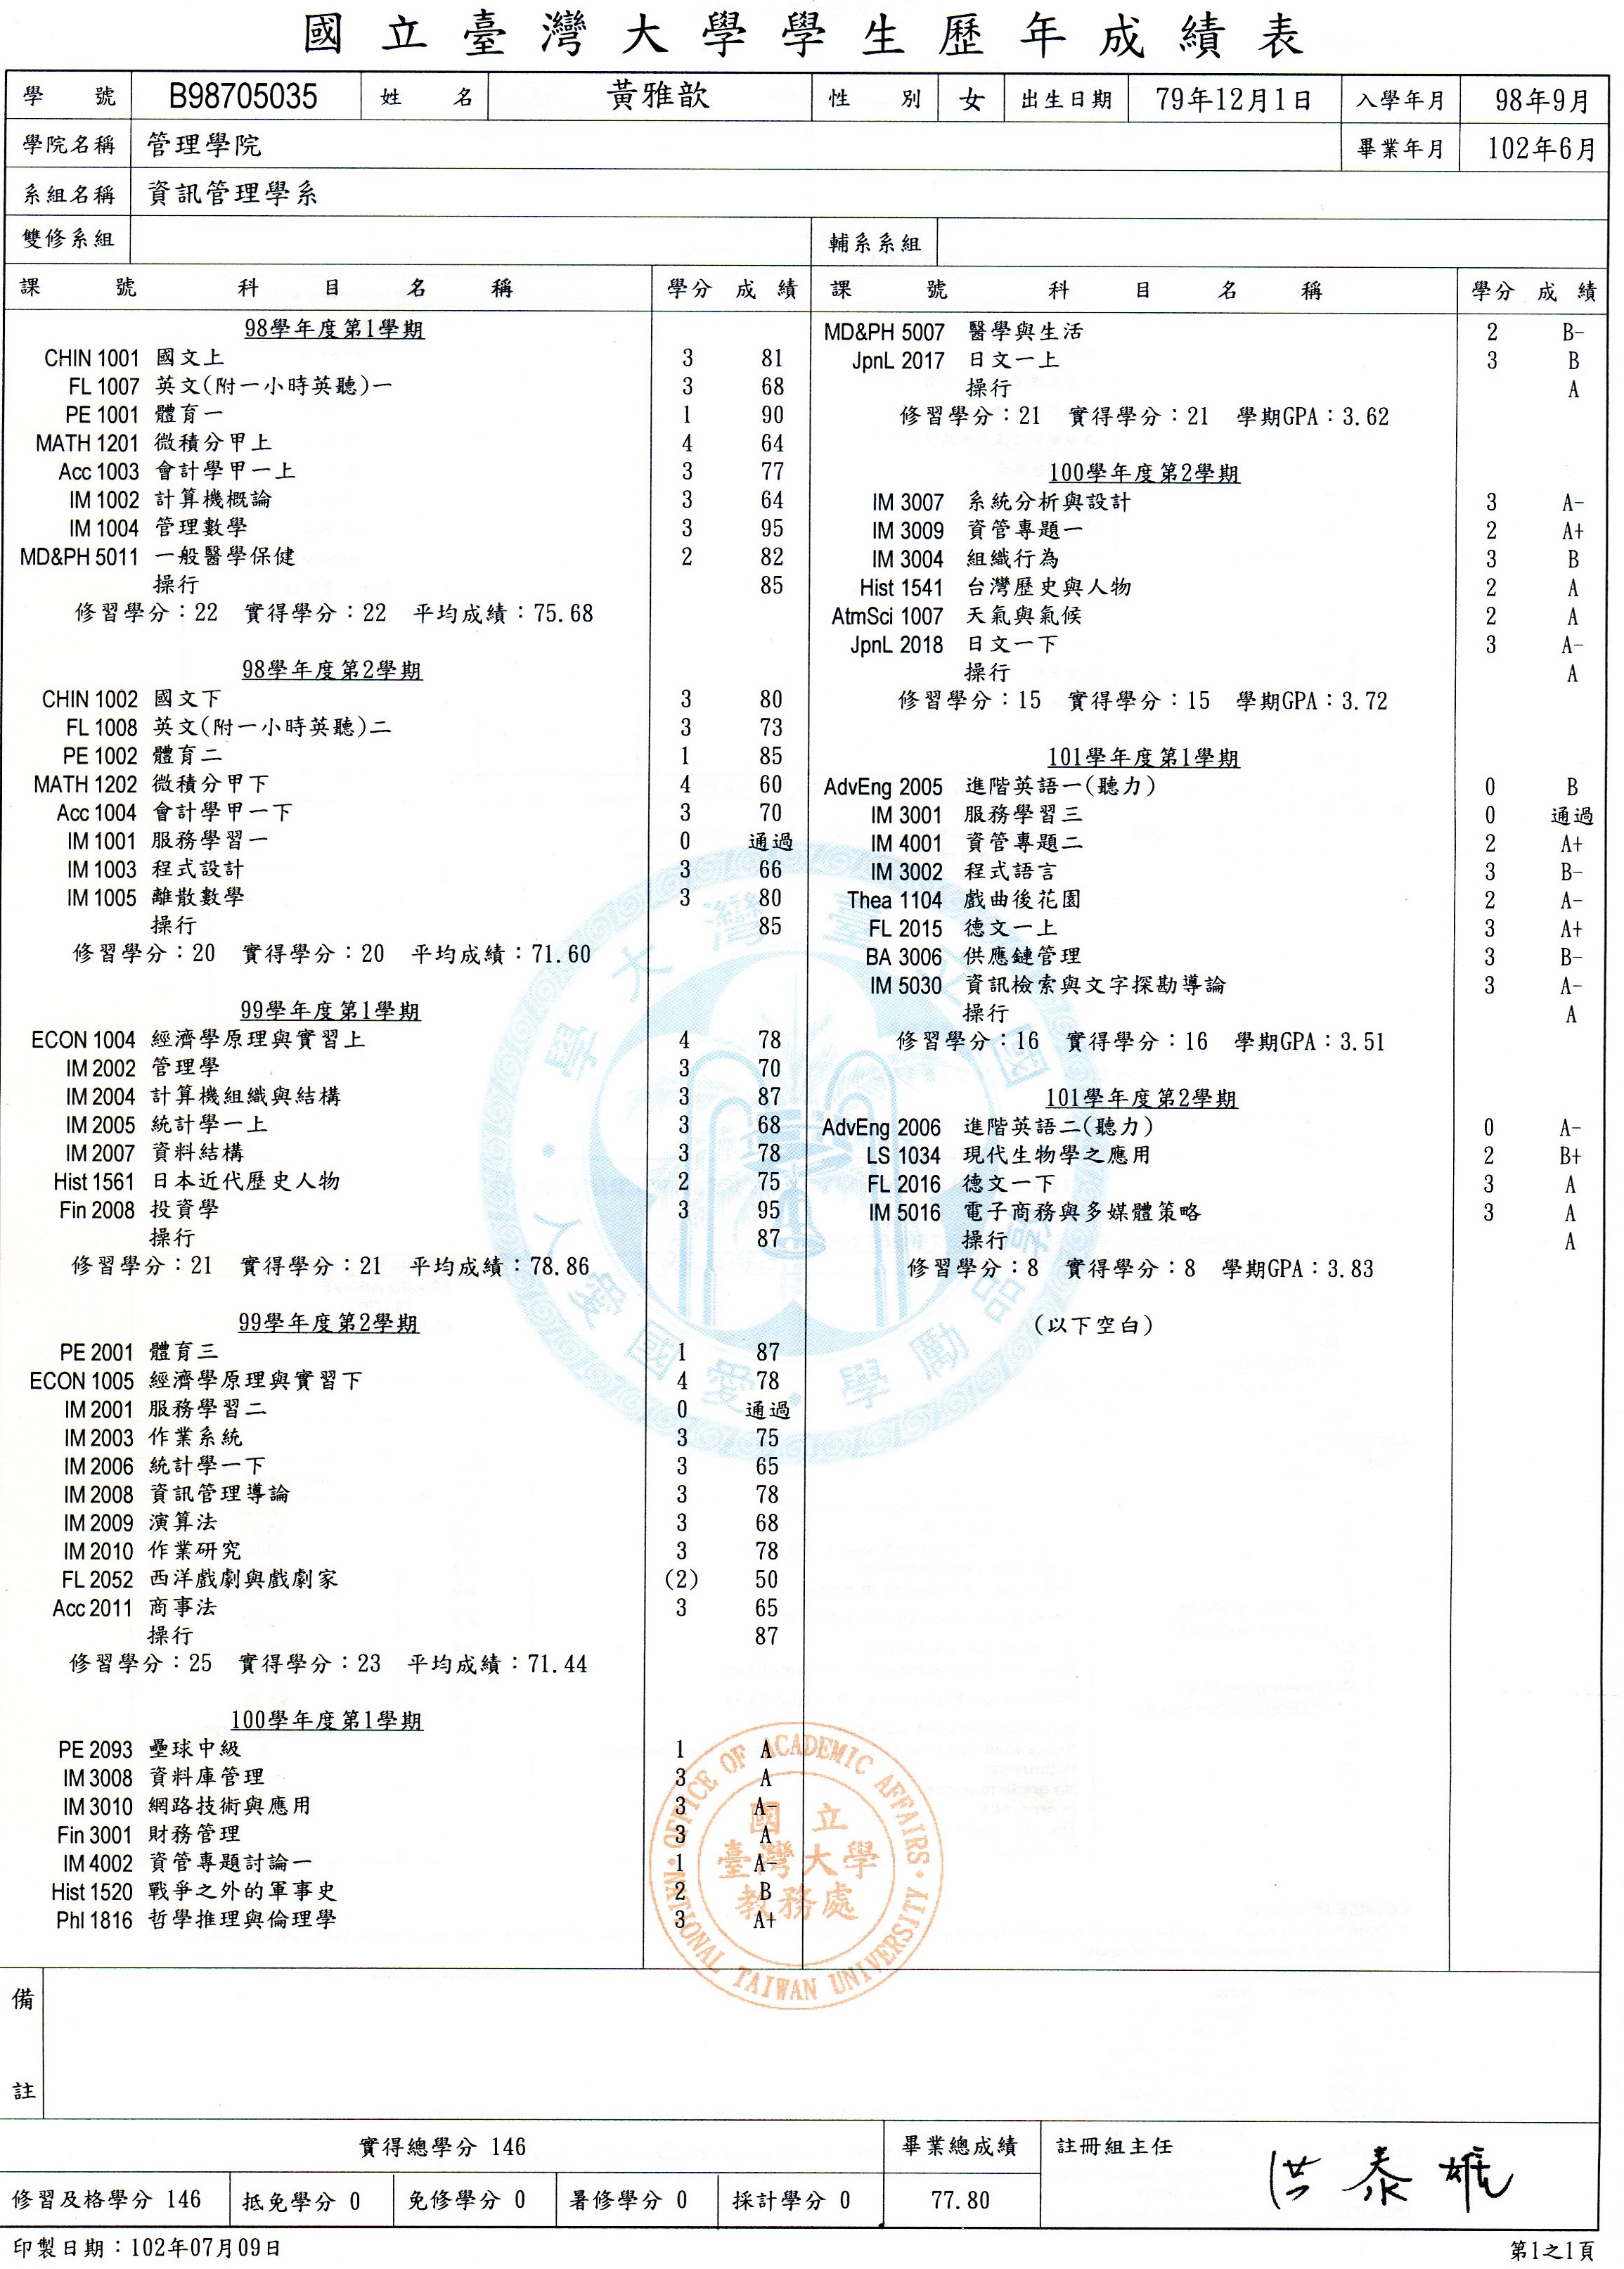 國立臺灣大學學生歷年成績表
學號 B98705035 姓名 黃雅歆 性別 女 出生日期 79年12月1日 入學年月 98年9月
學院名稱 管理學院 畢業年月 102年6月
系組名稱 資訊管理學系
雙修系組 輔系系組
課號 科目名稱 學分 成績 課號 科目名稱 學分 成績
98學年度第1學期
CHIN 1001 國文上 3 81
FL 1007 英文(附一小時英聽)一 3 68
PE 1001 體育一 1 90
MATH 1201 微積分甲上 4 64
Acc 1003 會計學甲一上 3 77
IM 1002 計算機概論 3 64
IM 1004 管理數學 3 95
MD&PH 5011 一般醫學保健 2 82
操行 85
修習學分：22 實得學分：22 平均成績：75.68
98學年度第2學期
CHIN 1002 國文下 3 80
FL 1008 英文(附一小時英聽)二 3 73
PE 1002 體育二 1 85
MATH 1202 微積分甲下 4 60
Acc 1004 會計學甲一下 3 70
IM 1001 服務學習一 0 通過
IM 1003 程式設計 3 66
IM 1005 離散數學 3 80
操行 85
修習學分：20 實得學分：20 平均成績：71.60
99學年度第1學期
ECON 1004 經濟學原理與實習上 4 78
IM 2002 管理學 3 70
IM 2004 計算機組織與結構 3 87
IM 2005 統計學一上 3 68
IM 2007 資料結構 3 78
Hist 1561 日本近代歷史人物 2 75
Fin 2008 投資學 3 95
操行 87
修習學分：21 實得學分：21 平均成績：78.86
99學年度第2學期
PE 2001 體育三 1 87
ECON 1005 經濟學原理與實習下 4 78
IM 2001 服務學習二 0 通過
IM 2003 作業系統 3 75
IM 2006 統計學一下 3 65
IM 2008 資訊管理導論 3 78
IM 2009 演算法 3 68
IM 2010 作業研究 3 78
FL 2052 西洋戲劇與戲劇家 (2) 50
Acc 2011 商事法 3 65
操行 87
修習學分：25 實得學分：23 平均成績：71.44
100學年度第1學期
PE 2093 壘球中級 1 A
IM 3008 資料庫管理 3 A
IM 3010 網路技術與應用 3 A-
Fin 3001 財務管理 3 A
IM 4002 資管專題討論一 1 A-
Hist 1520 戰爭之外的軍事史 2 B
Phl 1816 哲學推理與倫理學 3 A+
MD&PH 5007 醫學與生活 2 B-
JpnL 2017 日文一上 3 B
操行 A
修習學分：21 實得學分：21 學期GPA：3.62
100學年度第2學期
IM 3007 系統分析與設計 3 A-
IM 3009 資管專題一 2 A+
IM 3004 組織行為 3 B
Hist 1541 台灣歷史與人物 2 A
AtmSci 1007 天氣與氣候 2 A
JpnL 2018 日文一下 3 A-
操行 A
修習學分：15 實得學分：15 學期GPA：3.72
101學年度第1學期
AdvEng 2005 進階英語一(聽力) 0 B
IM 3001 服務學習三 0 通過
IM 4001 資管專題二 2 A+
IM 3002 程式語言 3 B-
Thea 1104 戲曲後花園 2 A-
FL 2015 德文一上 3 A+
BA 3006 供應鏈管理 3 B-
IM 5030 資訊檢索與文字探勘導論 3 A-
操行 A
修習學分：16 實得學分：16 學期GPA：3.51
101學年度第2學期
AdvEng 2006 進階英語二(聽力) 0 A-
LS 1034 現代生物學之應用 2 B+
FL 2016 德文一下 3 A
IM 5016 電子商務與多媒體策略 3 A
操行 A
修習學分：8 實得學分：8 學期GPA：3.83
(以下空白)
OFFICE OF ACADEMIC AFFAIRS
國立
臺灣大學
教務處
NATIONAL TAIWAN UNIVERSITY
備註
實得總學分 146 畢業總成績 註冊組主任 洪泰雄
修習及格學分 146 抵免學分 0 免修學分 0 暑修學分 0 採計學分 0 77.80
印製日期：102年07月09日 第1之1頁